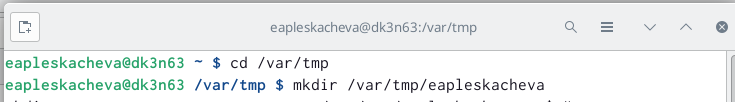 eapleskacheva@dk3n63:/var/tmp
eapleskacheva@dk3n63 ~ $ cd /var/tmp
eapleskacheva@dk3n63 /var/tmp $ mkdir /var/tmp/eapleskacheva